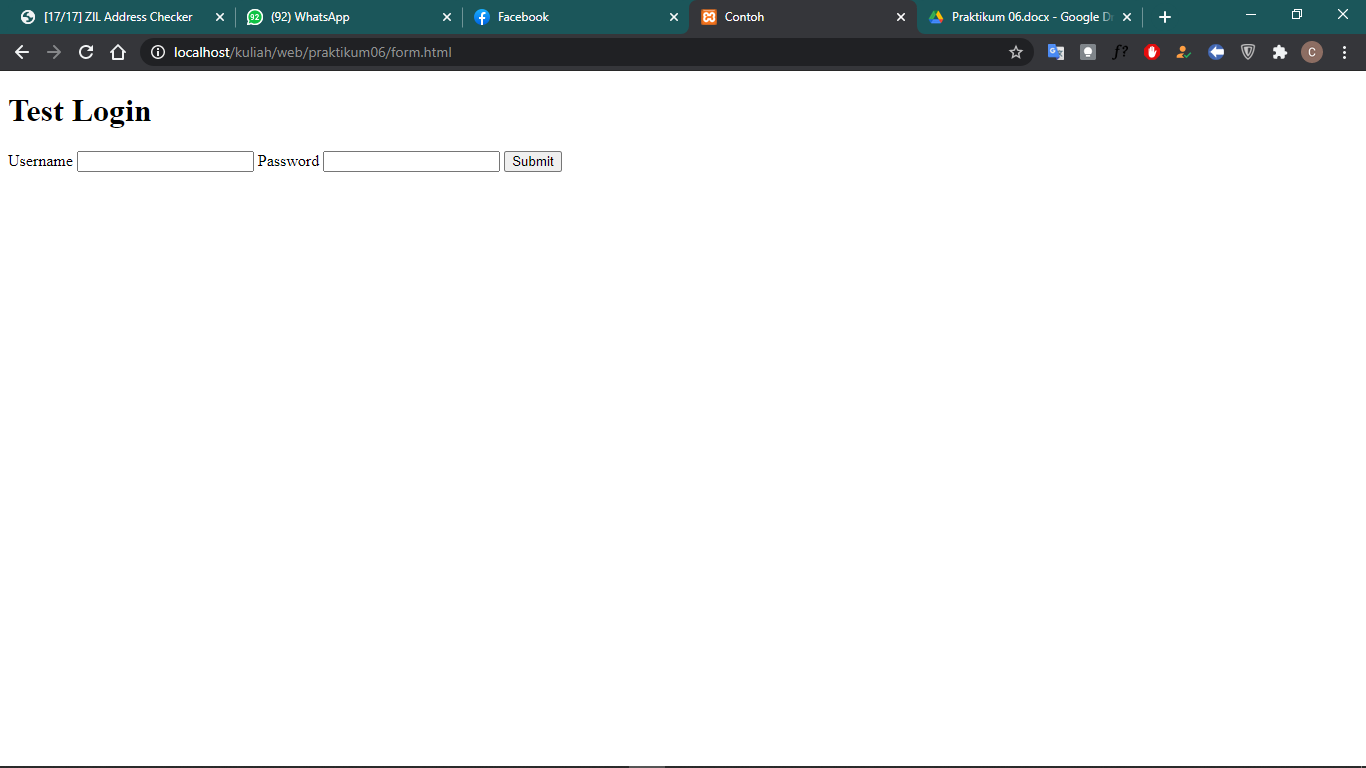 [17/17] ZIL Address Checker
(92) WhatsApp
Facebook
Contoh
Praktikum 06.docx - Google Dr
localhost/kuliah/web/praktikum06/form.html
f?
C
Test Login
Username Password Submit